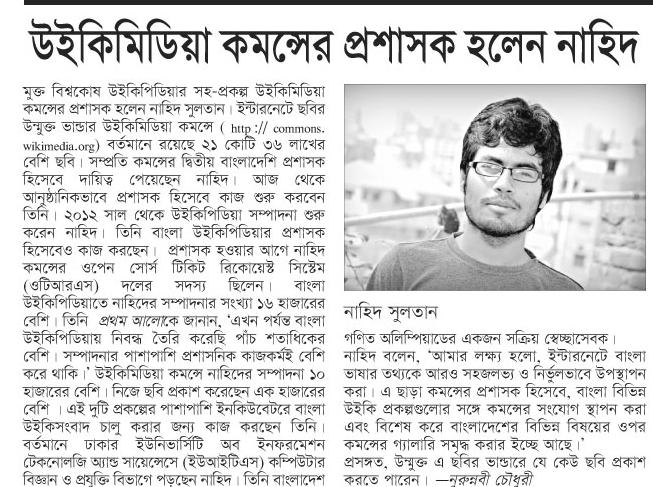 উইকিমিডিয়া কমন্সের প্রশাসক হলেন নাহিদ
মুক্ত বিশ্বকোষ উইকিপিডিয়ার সহ-প্রকল্প উইকিমিডিয়া
কমন্সের প্রশাসক হলেন নাহিদ সুলতান। ইন্টারনেটে ছবির
উন্মুক্ত ভান্ডার উইকিমিডিয়া কমন্সে ( http :// commons.
wikimedia.org) বর্তমানে রয়েছে ২১ কোটি ৩৬ লাখের
বেশি ছবি। সম্প্রতি কমন্সের দ্বিতীয় বাংলাদেশি প্রশাসক
হিসেবে দায়িত্ব পেয়েছেন নাহিদ। আজ থেকে
আনুষ্ঠানিকভাবে প্রশাসক হিসেবে কাজ শুরু করবেন
তিনি। ২০১২ সাল থেকে উইকিপিডিয়া সম্পাদনা শুরু
করেন নাহিদ। তিনি বাংলা উইকিপিডিয়ার প্রশাসক
হিসেবেও কাজ করছেন। প্রশাসক হওয়ার আগে নাহিদ
কমন্সের ওপেন সোর্স টিকিট রিকোয়েস্ট সিস্টেম
(ওটিআরএস) দলের সদস্য ছিলেন। বাংলা
উইকিপিডিয়াতে নাহিদের সম্পাদনার সংখ্যা ১৬ হাজারের
বেশি। তিনি প্রথম আলোকে জানান, ‘এখন পর্যন্ত বাংলা
উইকিপিডিয়ায় নিবন্ধ তৈরি করেছি পাঁচ শতাধিকের
বেশি। সম্পাদনার পাশাপাশি প্রশাসনিক কাজকর্মই বেশি
করে থাকি।’ উইকিমিডিয়া কমন্সে নাহিদের সম্পাদনা ১০
হাজারের বেশি। নিজে ছবি প্রকাশ করেছেন এক হাজারের
বেশি । এই দুটি প্রকল্পের পাশাপাশি ইনকিউবেটরে বাংলা
উইকিসংবাদ চালু করার জন্য কাজ করছেন তিনি।
বর্তমানে ঢাকার ইউনিভার্সিটি অব ইনফরমেশন
টেকনোলজি অ্যান্ড সায়েন্সেসে (ইউআইটিএস) কম্পিউটার
বিজ্ঞান ও প্রযুক্তি বিভাগে পড়ছেন নাহিদ। তিনি বাংলাদেশ
নাহিদ সুলতান
গণিত অলিম্পিয়াডের একজন সক্রিয় স্বেচ্ছাসেবক।
নাহিদ বলেন, ‘আমার লক্ষ্য হলো, ইন্টারনেটে বাংলা
ভাষার তথ্যকে আরও সহজলভ্য ও নির্ভুলভাবে উপস্থাপন
করা। এ ছাড়া কমন্সের প্রশাসক হিসেবে, বাংলা বিভিন্ন
উইকি প্রকল্পগুলোর সঙ্গে কমন্সের সংযোগ স্থাপন করা
এবং বিশেষ করে বাংলাদেশের বিভিন্ন বিষয়ের ওপর
কমন্সের গ্যালারি সমৃদ্ধ করার ইচ্ছে আছে।’
প্রসঙ্গত, উন্মুক্ত এ ছবির ভান্ডারে যে কেউ ছবি প্রকাশ
করতে পারেন। —নুরুন্নবী চৌধুরী